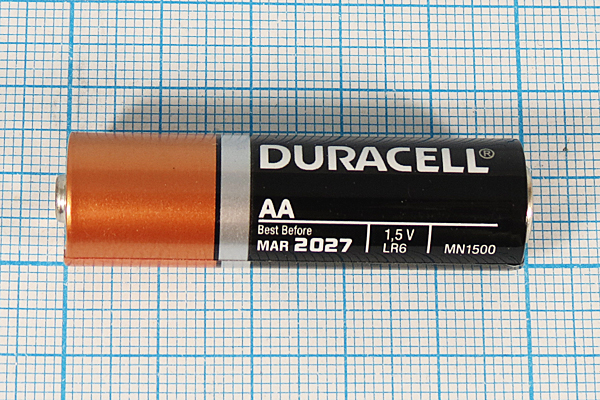 DURACELL®
AA
Best Before
MAR 2027
1,5 V
LR6
MN1500